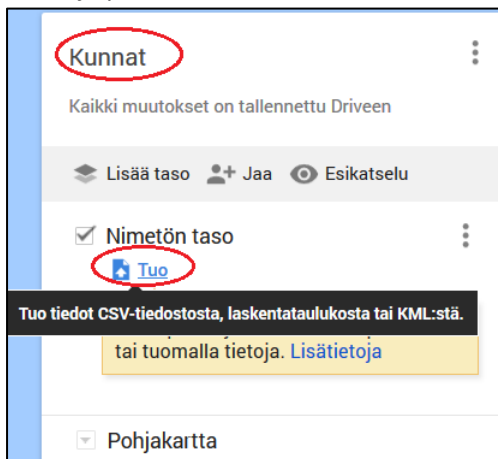 Kunnat
Kaikki muutokset on tallennettu Driveen
Lisää taso Jaa Esikatselu
Nimetön taso
Tuo
Tuo tiedot CSV-tiedostosta, laskentataulukosta tai KML:stä.
tai tuomalla tietoja. Lisätietoja
Pohjakartta